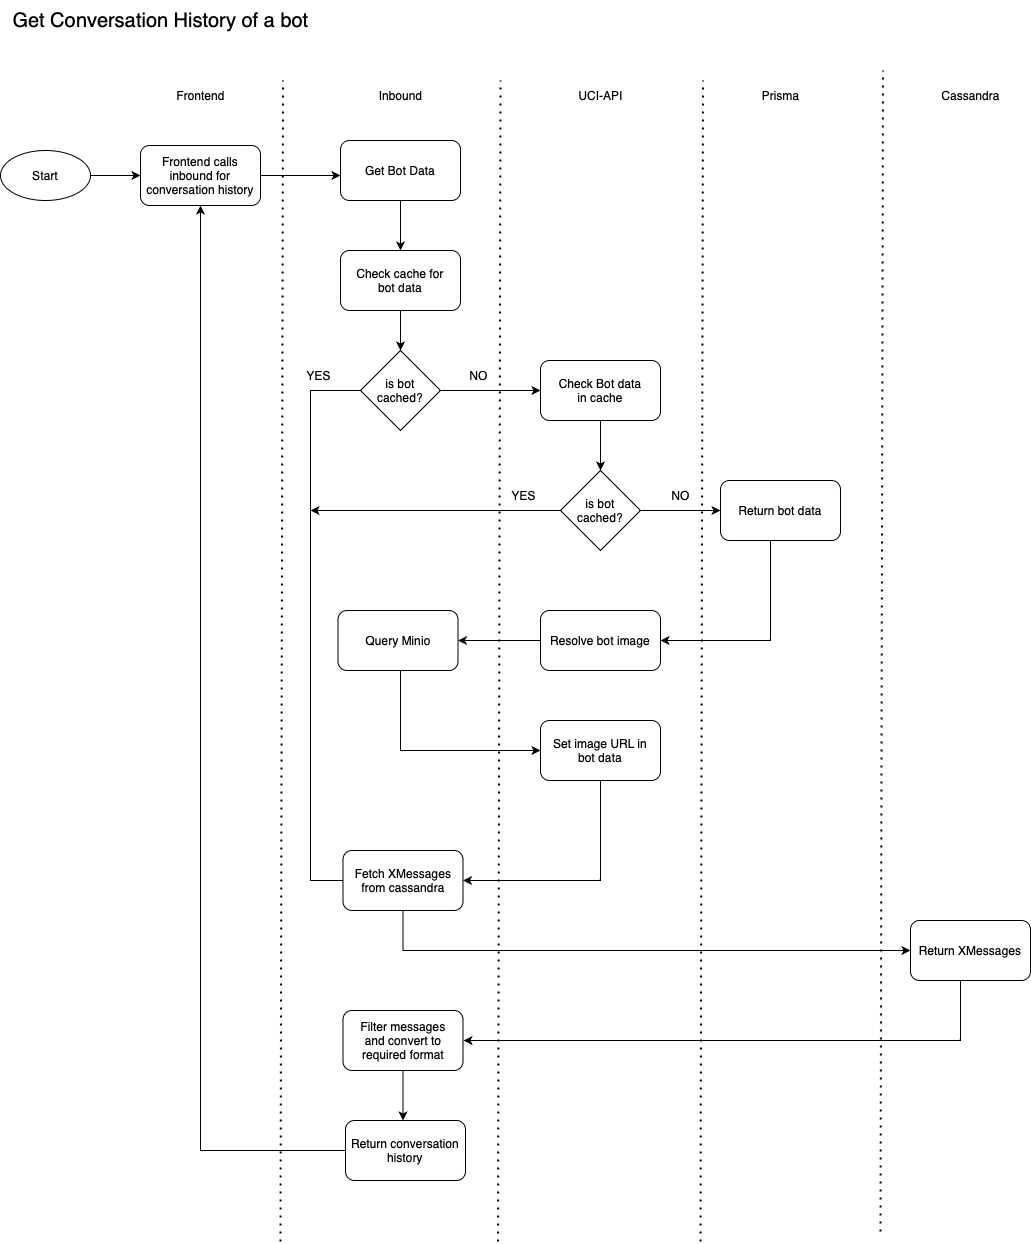 Get Conversation History of a bot
Frontend
Inbound
UCI-API
Prisma
Cassandra
Start
Frontend calls
inbound for
conversation history
Get Bot Data
Check cache for
bot data
YES
is bot
cached?
NO
Check Bot data
in cache
YES
is bot
cached?
NO
Return bot data
Query Minio
Resolve bot image
Set image URL in
bot data
Fetch XMessages
from cassandra
Return XMessages
Filter messages
and convert to
required format
Return conversation
history